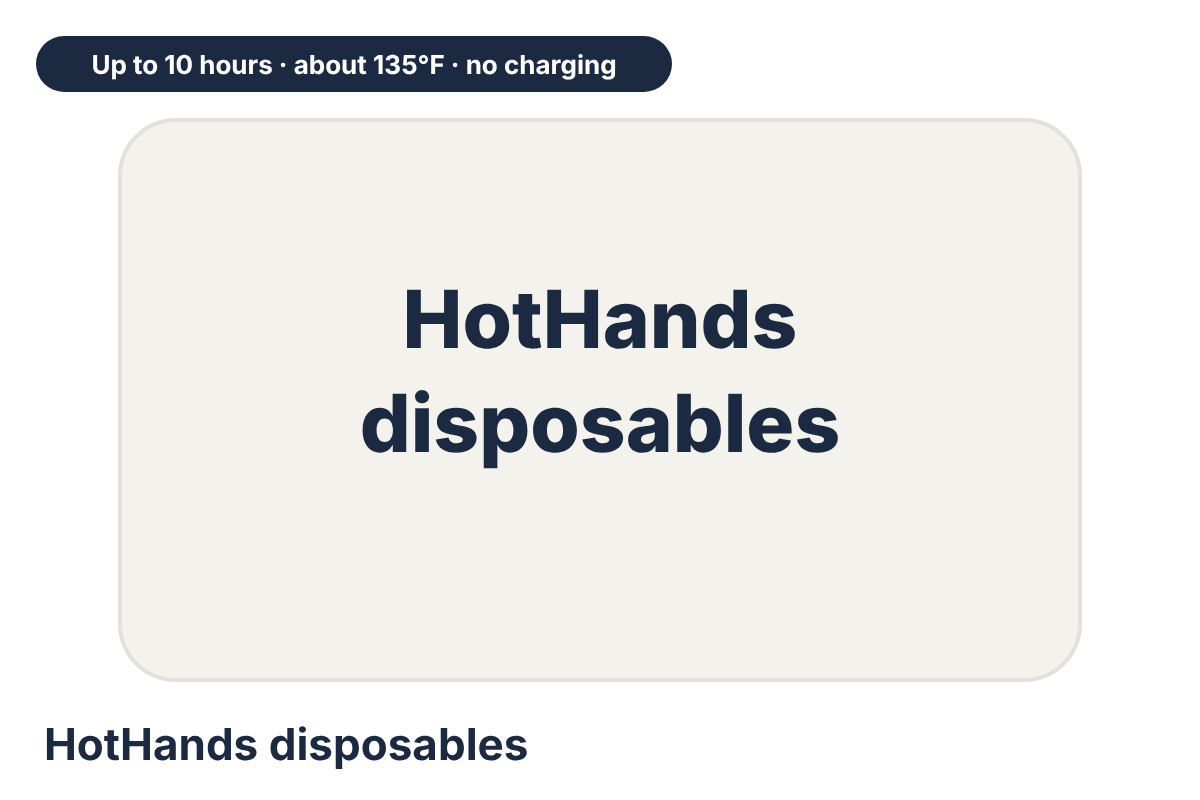 Up to 10 hours · about 135°F · no charging
HotHands
disposables
HotHands disposables